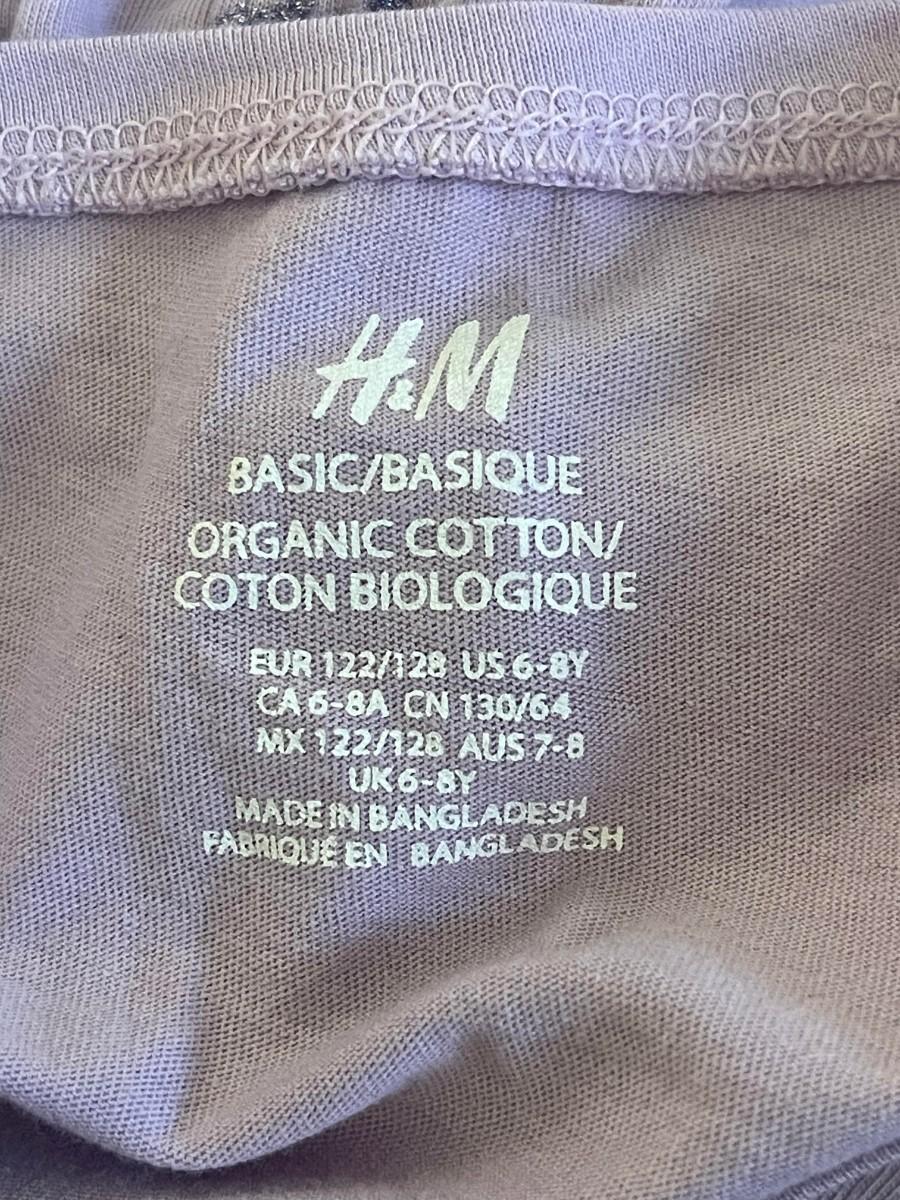 H&M
BASIC/BASIQUE
ORGANIC COTTON/
COTON BIOLOGIQUE
EUR 122/128 US 6-8Y
CA 6-8A CN 130/64
MX 122/128 AUS 7-8
UK 6-8Y
MADE IN BANGLADESH
FABRIQUÉ EN BANGLADESH